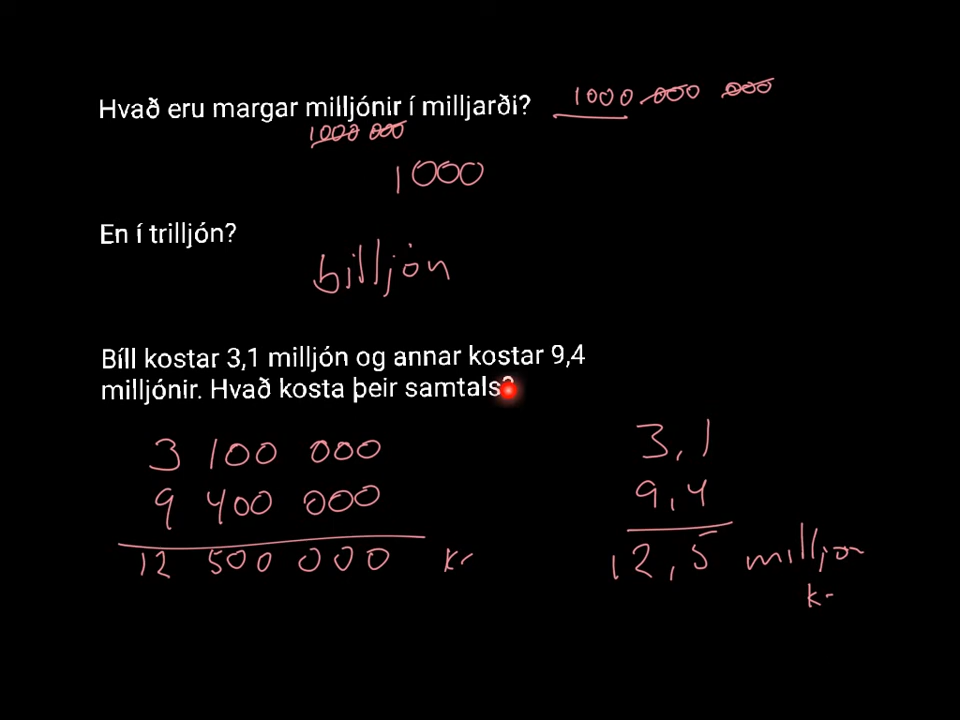 Hvað eru margar milljónir í milljarði? 1000 000 000
1000 000
1000
En í trilljón?
billjón
Bíll kostar 3,1 milljón og annar kostar 9,4
milljónir. Hvað kosta þeir samtals?
3 100 000
9 400 000
12 500 000 kr
3,1
9,4
12,5 milljón
kr